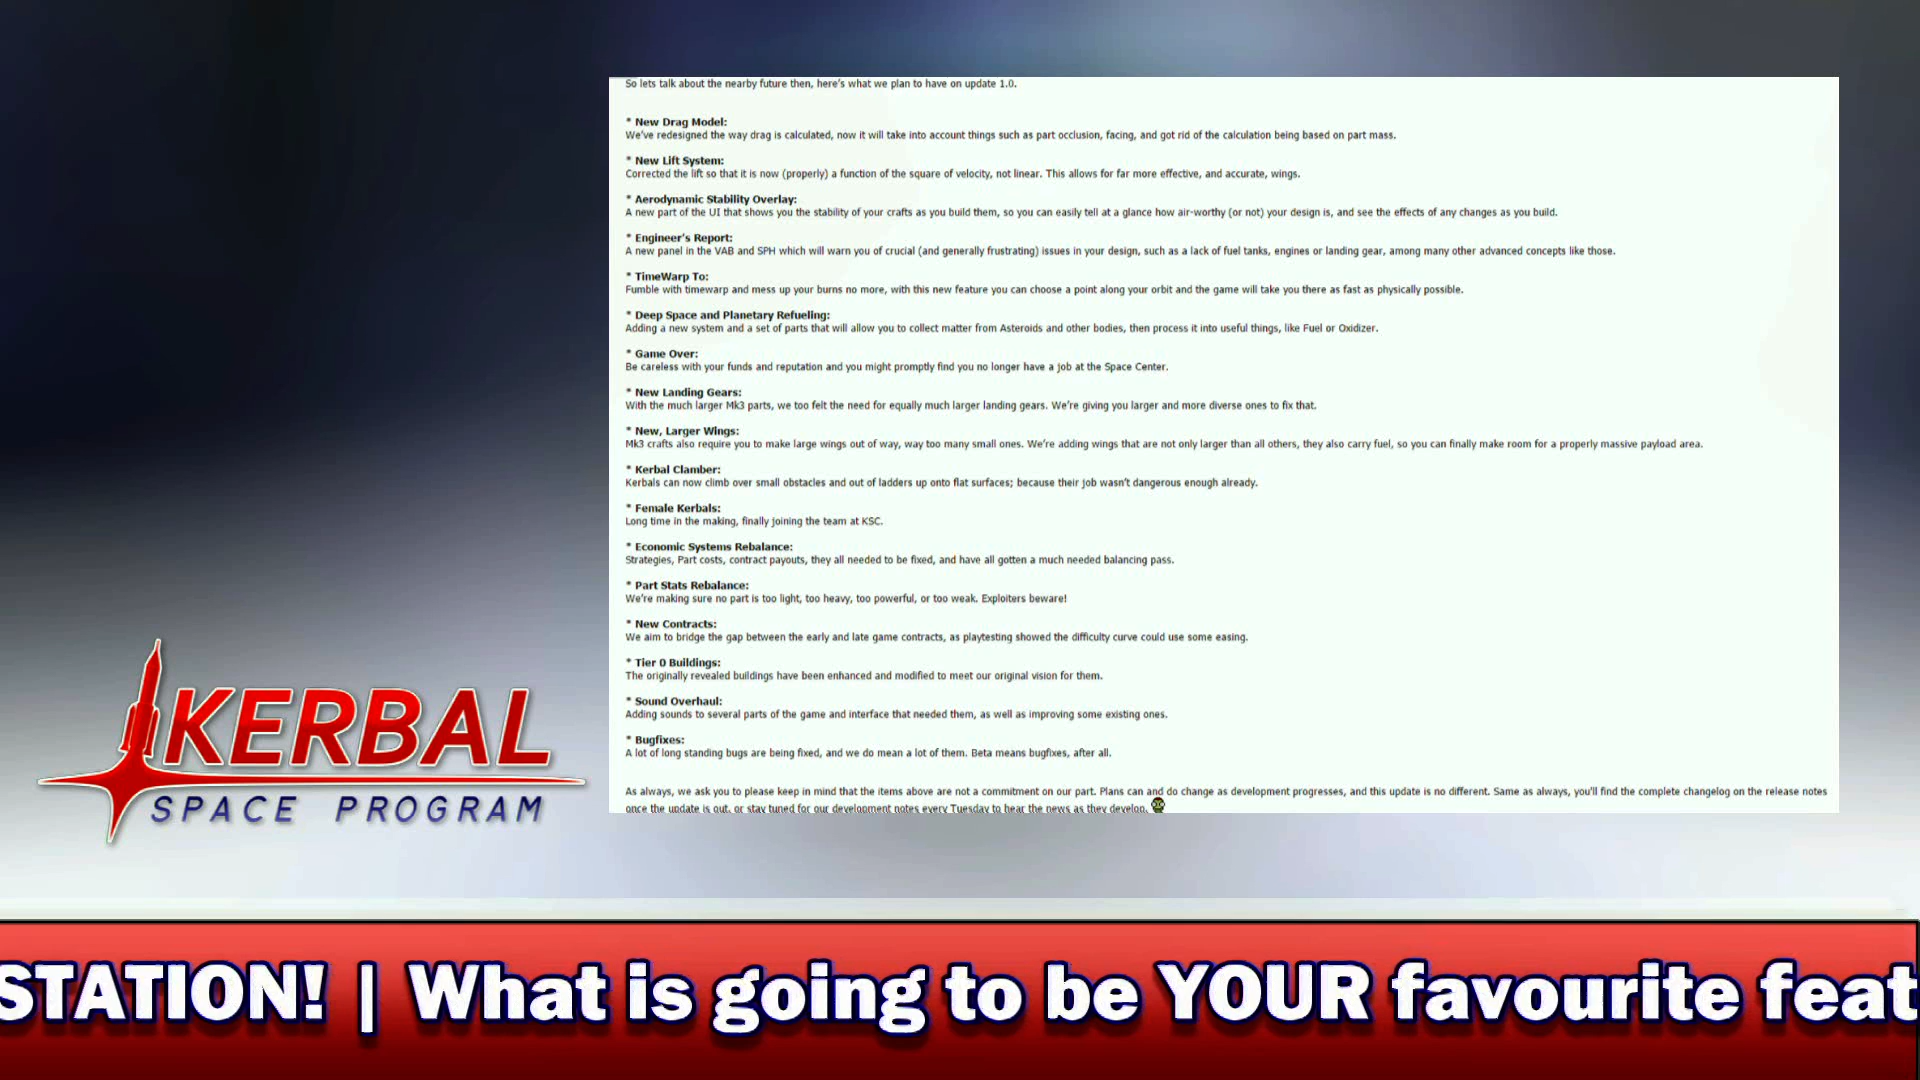 So lets talk about the nearby future then, here's what we plan to have on update 1.0.
* New Drag Model:
We've redesigned the way drag is calculated, now it will take into account things such as part occlusion, facing, and got rid of the calculation being based on part mass.
* New Lift System:
Corrected the lift so that it is now (properly) a function of the square of velocity, not linear. This allows for far more effective, and accurate, wings.
* Aerodynamic Stability Overlay:
A new part of the UI that shows you the stability of your crafts as you build them, so you can easily tell at a glance how air-worthy (or not) your design is, and see the effects of any changes as you build.
* Engineer's Report:
A new panel in the VAB and SPH which will warn you of crucial (and generally frustrating) issues in your design, such as a lack of fuel tanks, engines or landing gear, among many other advanced concepts like those.
* TimeWarp To:
Fumble with timewarp and mess up your burns no more, with this new feature you can choose a point along your orbit and the game will take you there as fast as physically possible.
* Deep Space and Planetary Refueling:
Adding a new system and a set of parts that will allow you to collect matter from Asteroids and other bodies, then process it into useful things, like Fuel or Oxidizer.
* Game Over:
Be careless with your funds and reputation and you might promptly find you no longer have a job at the Space Center.
* New Landing Gears:
With the much larger Mk3 parts, we too felt the need for equally much larger landing gears. We're giving you larger and more diverse ones to fix that.
* New, Larger Wings:
Mk3 crafts also require you to make large wings out of way, way too many small ones. We're adding wings that are not only larger than all others, they also carry fuel, so you can finally make room for a properly massive payload area.
* Kerbal Clamber:
Kerbals can now climb over small obstacles and out of ladders up onto flat surfaces; because their job wasn't dangerous enough already.
* Female Kerbals:
Long time in the making, finally joining the team at KSC.
* Economic Systems Rebalance:
Strategies, Part costs, contract payouts, they all needed to be fixed, and have all gotten a much needed balancing pass.
* Part Stats Rebalance:
We're making sure no part is too light, too heavy, too powerful, or too weak. Exploiters beware!
* New Contracts:
We aim to bridge the gap between the early and late game contracts, as playtesting showed the difficulty curve could use some easing.
* Tier 0 Buildings:
The originally revealed buildings have been enhanced and modified to meet our original vision for them.
* Sound Overhaul:
Adding sounds to several parts of the game and interface that needed them, as well as improving some existing ones.
* Bugfixes:
A lot of long standing bugs are being fixed, and we do mean a lot of them. Beta means bugfixes, after all.
As always, we ask you to please keep in mind that the items above are not a commitment on our part. Plans can and do change as development progresses, and this update is no different. Same as always, you'll find the complete changelog on the release notes
once the update is out, or stay tuned for our development notes every Tuesday to hear the news as they develop.
KERBAL
SPACE PROGRAM
STATION! | What is going to be YOUR favourite feat